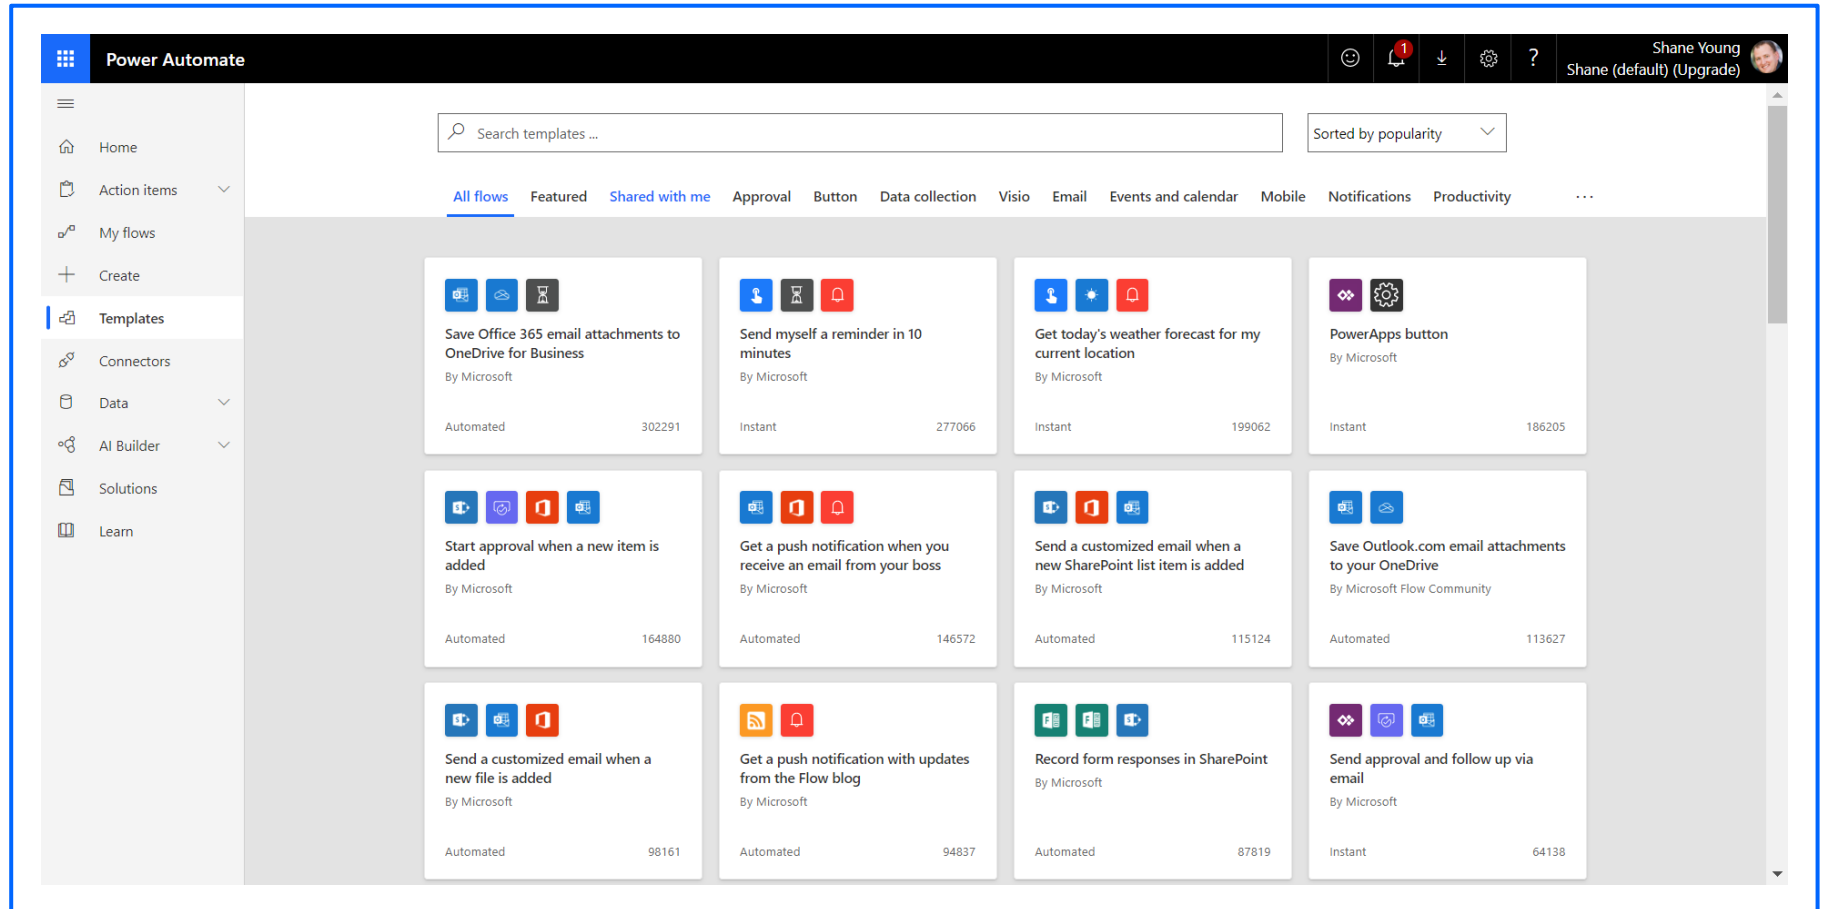 Power Automate
1
?
Shane Young
Shane (default) (Upgrade)
Home
Action items
My flows
Create
Templates
Connectors
Data
AI Builder
Solutions
Learn
Search templates ...
Sorted by popularity
All flows Featured Shared with me Approval Button Data collection Visio Email Events and calendar Mobile Notifications Productivity ...
Save Office 365 email attachments to
OneDrive for Business
By Microsoft
Automated 302291
Send myself a reminder in 10
minutes
By Microsoft
Instant 277066
Get today's weather forecast for my
current location
By Microsoft
Instant 199062
PowerApps button
By Microsoft
Instant 186205
Start approval when a new item is
added
By Microsoft
Automated 164880
Get a push notification when you
receive an email from your boss
By Microsoft
Automated 146572
Send a customized email when a
new SharePoint list item is added
By Microsoft
Automated 115124
Save Outlook.com email attachments
to your OneDrive
By Microsoft Flow Community
Automated 113627
Send a customized email when a
new file is added
By Microsoft
Automated 98161
Get a push notification with updates
from the Flow blog
By Microsoft
Automated 94837
Record form responses in SharePoint
By Microsoft
Automated 87819
Send approval and follow up via
email
By Microsoft
Instant 64138